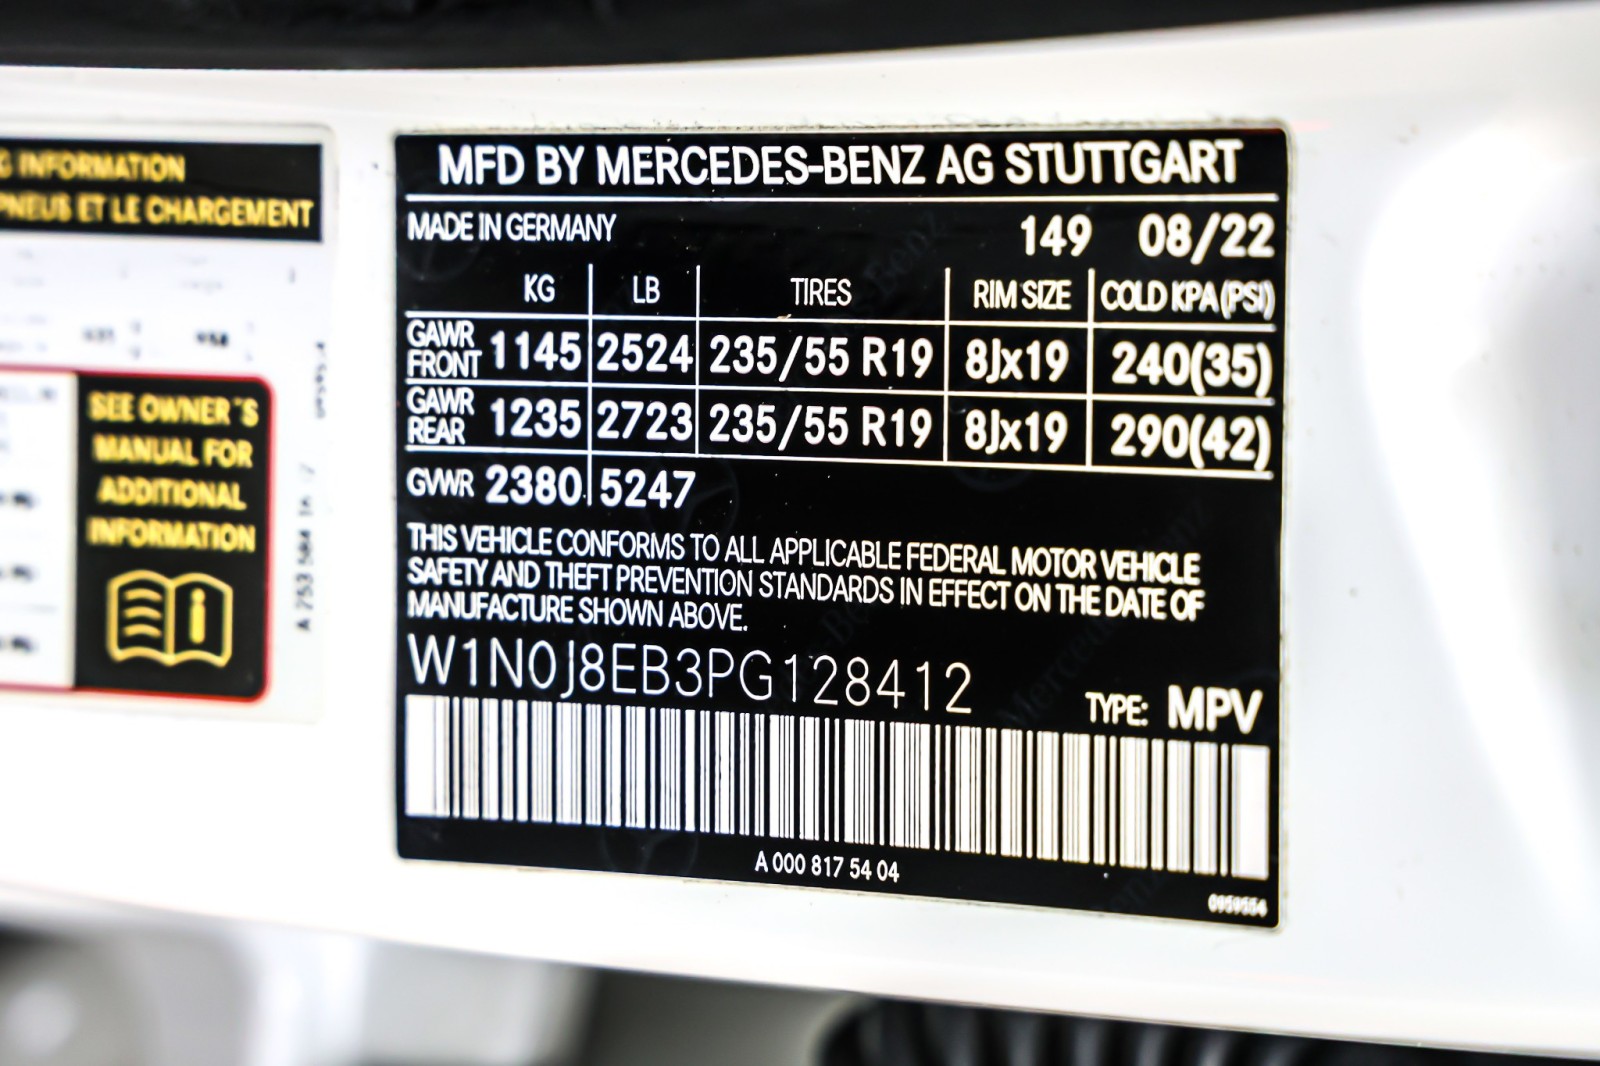 G INFORMATION
PNEUS ET LE CHARGEMENT
SEE OWNER´S
MANUAL FOR
ADDITIONAL
INFORMATION
i
A 253 584
MFD BY MERCEDES-BENZ AG STUTTGART
MADE IN GERMANY 149 08/22
KG LB TIRES RIM SIZE COLD KPA(PSI)
GAWR FRONT 1145 2524 235/55 R19 8Jx19 240(35)
GAWR REAR 1235 2723 235/55 R19 8Jx19 290(42)
GVWR 2380 5247
THIS VEHICLE CONFORMS TO ALL APPLICABLE FEDERAL MOTOR VEHICLE
SAFETY AND THEFT PREVENTION STANDARDS IN EFFECT ON THE DATE OF
MANUFACTURE SHOWN ABOVE.
W1N0J8EB3PG128412
TYPE: MPV
A 000 817 54 04